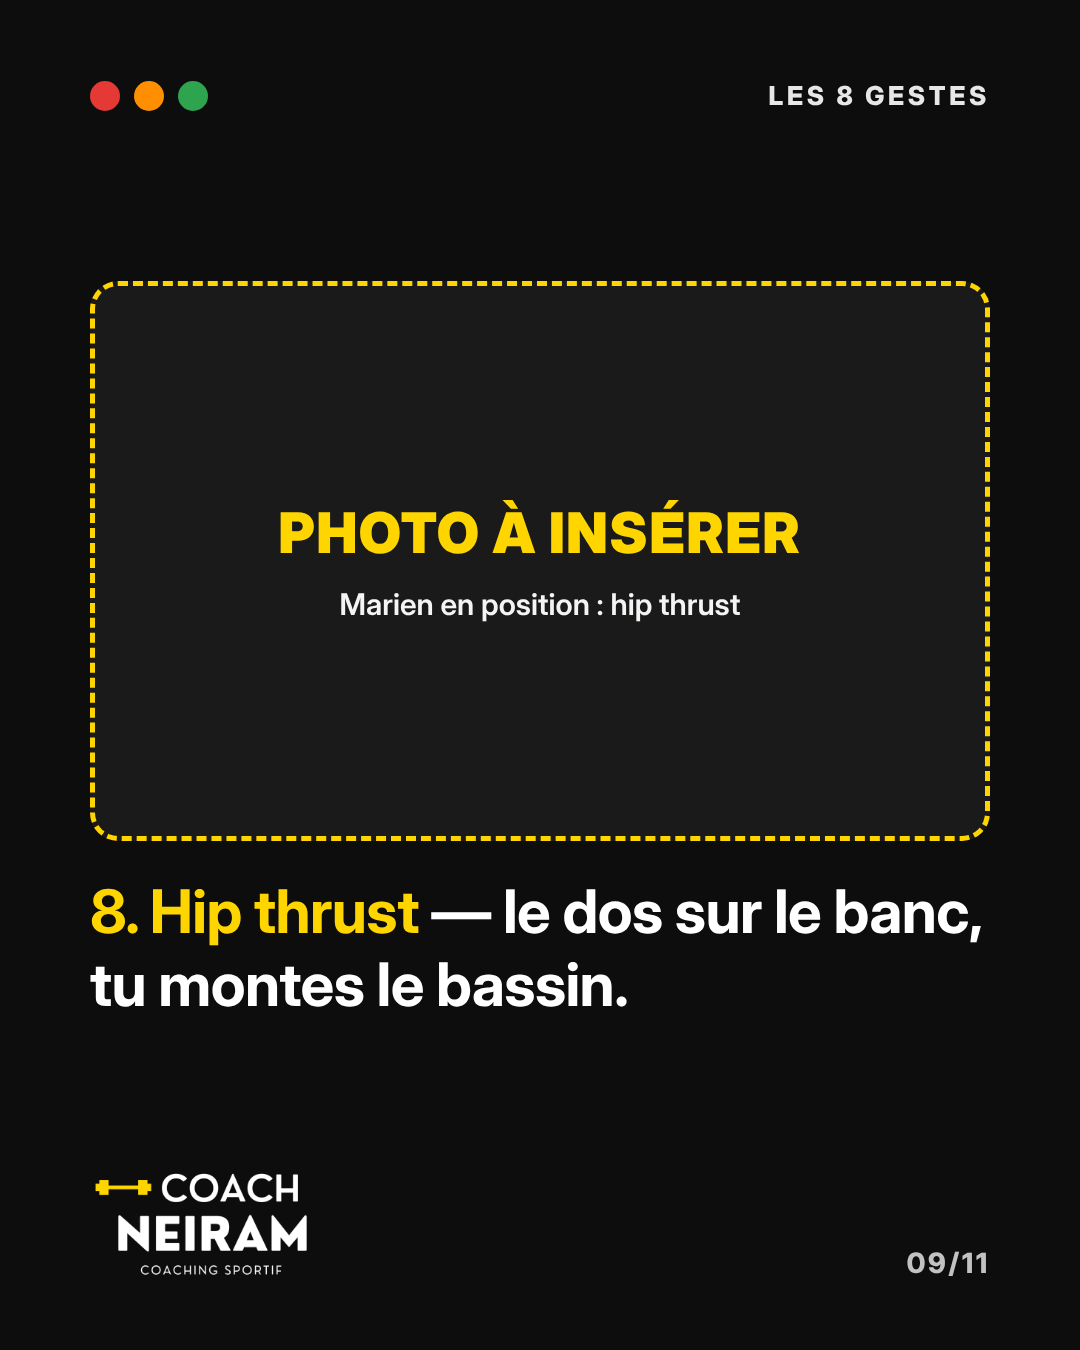 LES 8 GESTES
PHOTO À INSÉRER
Marien en position : hip thrust
8. Hip thrust — le dos sur le banc,
tu montes le bassin.
COACH
NEIRAM
COACHING SPORTIF
09/11